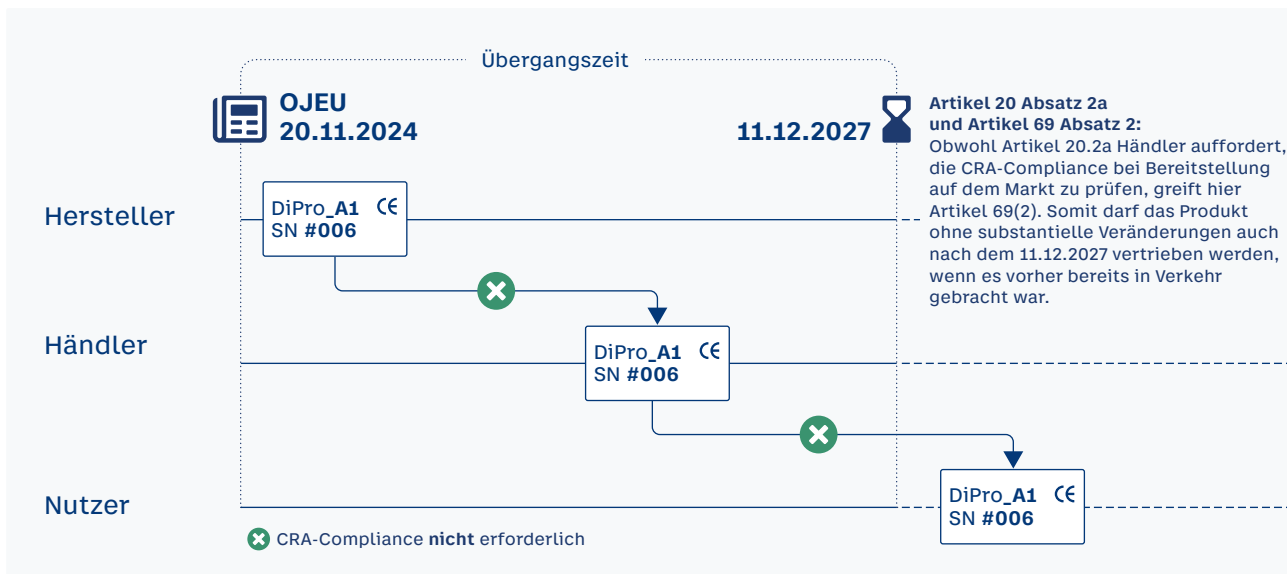 Übergangszeit
OJEU
20.11.2024
11.12.2027
Artikel 20 Absatz 2a
und Artikel 69 Absatz 2:
Obwohl Artikel 20.2a Händler auffordert,
die CRA-Compliance bei Bereitstellung
auf dem Markt zu prüfen, greift hier
Artikel 69(2). Somit darf das Produkt
ohne substantielle Veränderungen auch
nach dem 11.12.2027 vertrieben werden,
wenn es vorher bereits in Verkehr
gebracht war.
Hersteller
DiPro_A1 CE
SN #006
Händler
DiPro_A1 CE
SN #006
Nutzer
DiPro_A1 CE
SN #006
CRA-Compliance nicht erforderlich